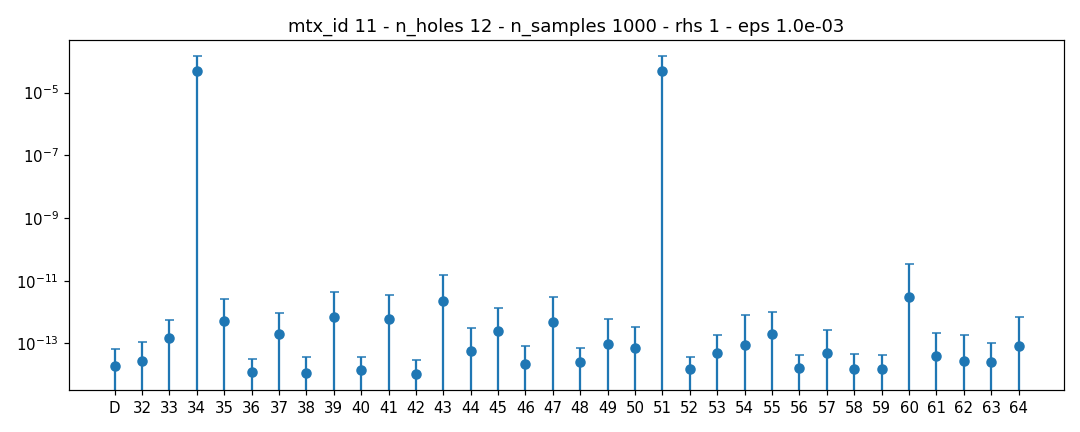 mtx_id 11 - n_holes 12 - n_samples 1000 - rhs 1 - eps 1.0e-03
10⁻⁵
10⁻⁷
10⁻⁹
10⁻¹¹
10⁻¹³
D 32 33 34 35 36 37 38 39 40 41 42 43 44 45 46 47 48 49 50 51 52 53 54 55 56 57 58 59 60 61 62 63 64